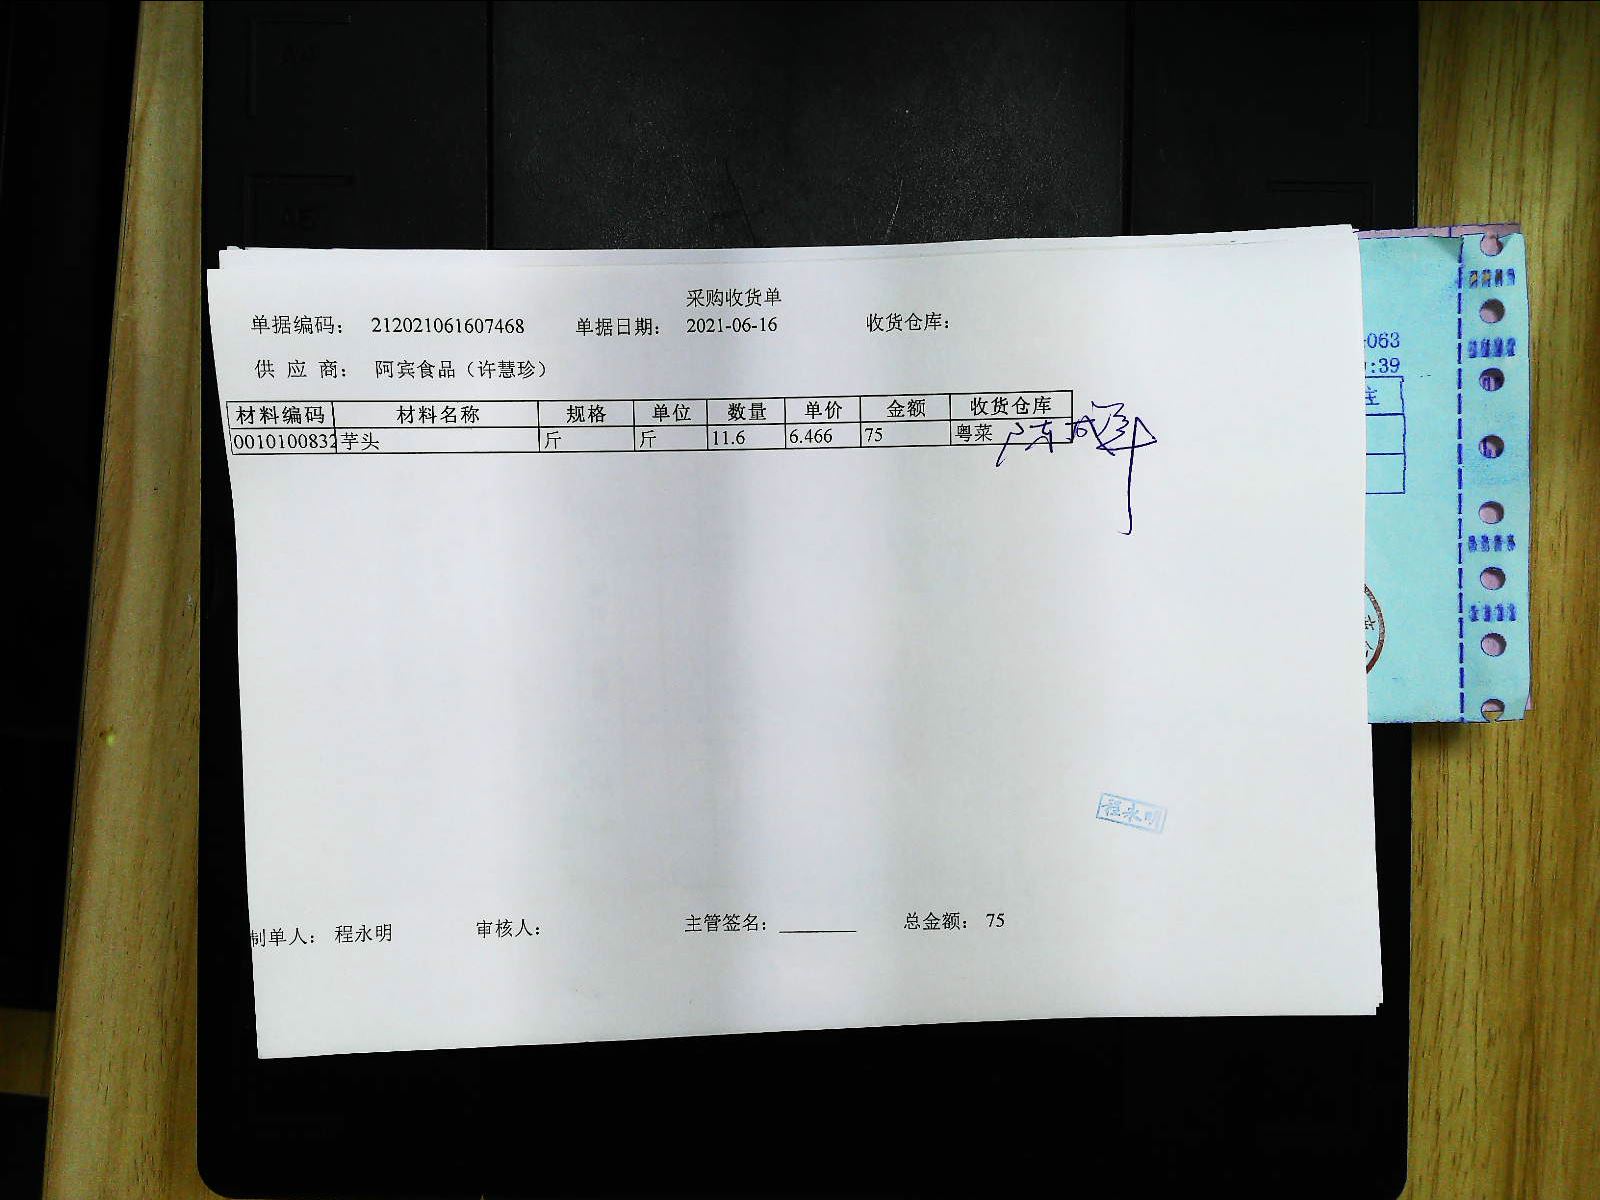 采购收货单
单据编码： 212021061607468 单据日期： 2021-06-16 收货仓库：
供 应 商： 阿宾食品（许慧珍）
材料编码 材料名称 规格 单位 数量 单价 金额 收货仓库
0010100832 芋头 斤 斤 11.6 6.466 75 粤菜
-063
:39
程永明
制单人： 程永明 审核人： 主管签名： 总金额： 75